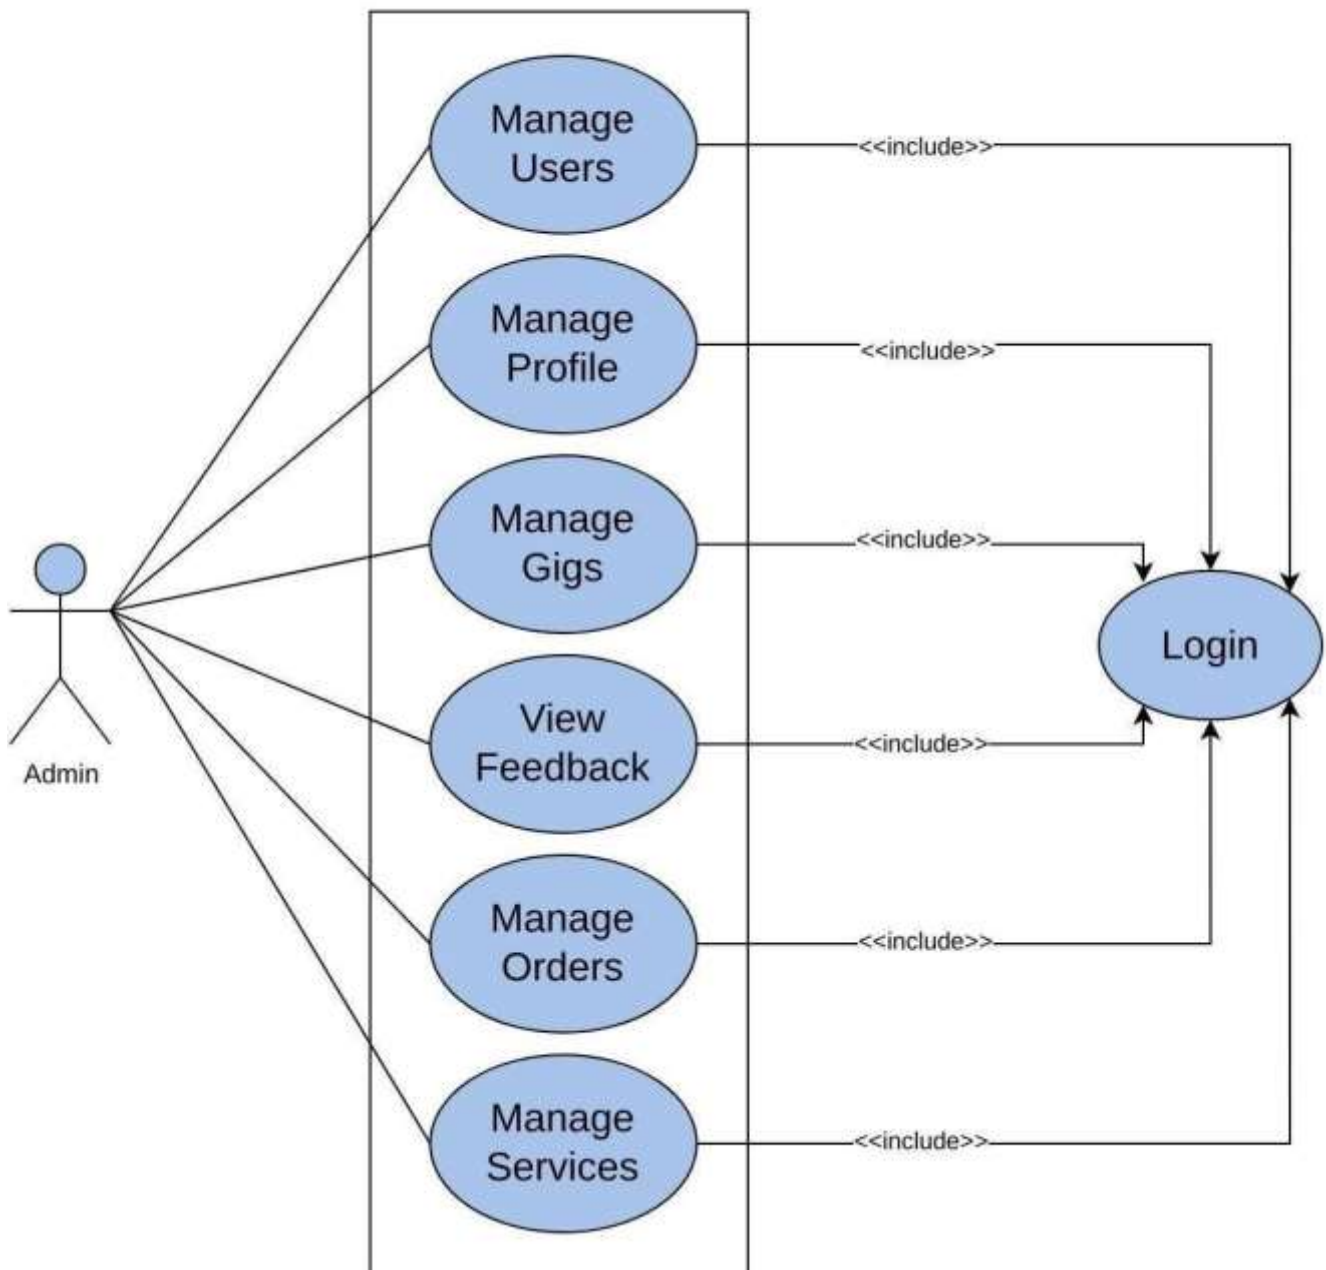 Manage
Users
<<include>>
Manage
Profile
<<include>>
Manage
Gigs
<<include>>
Login
View
Feedback
<<include>>
Admin
Manage
Orders
<<include>>
Manage
Services
<<include>>